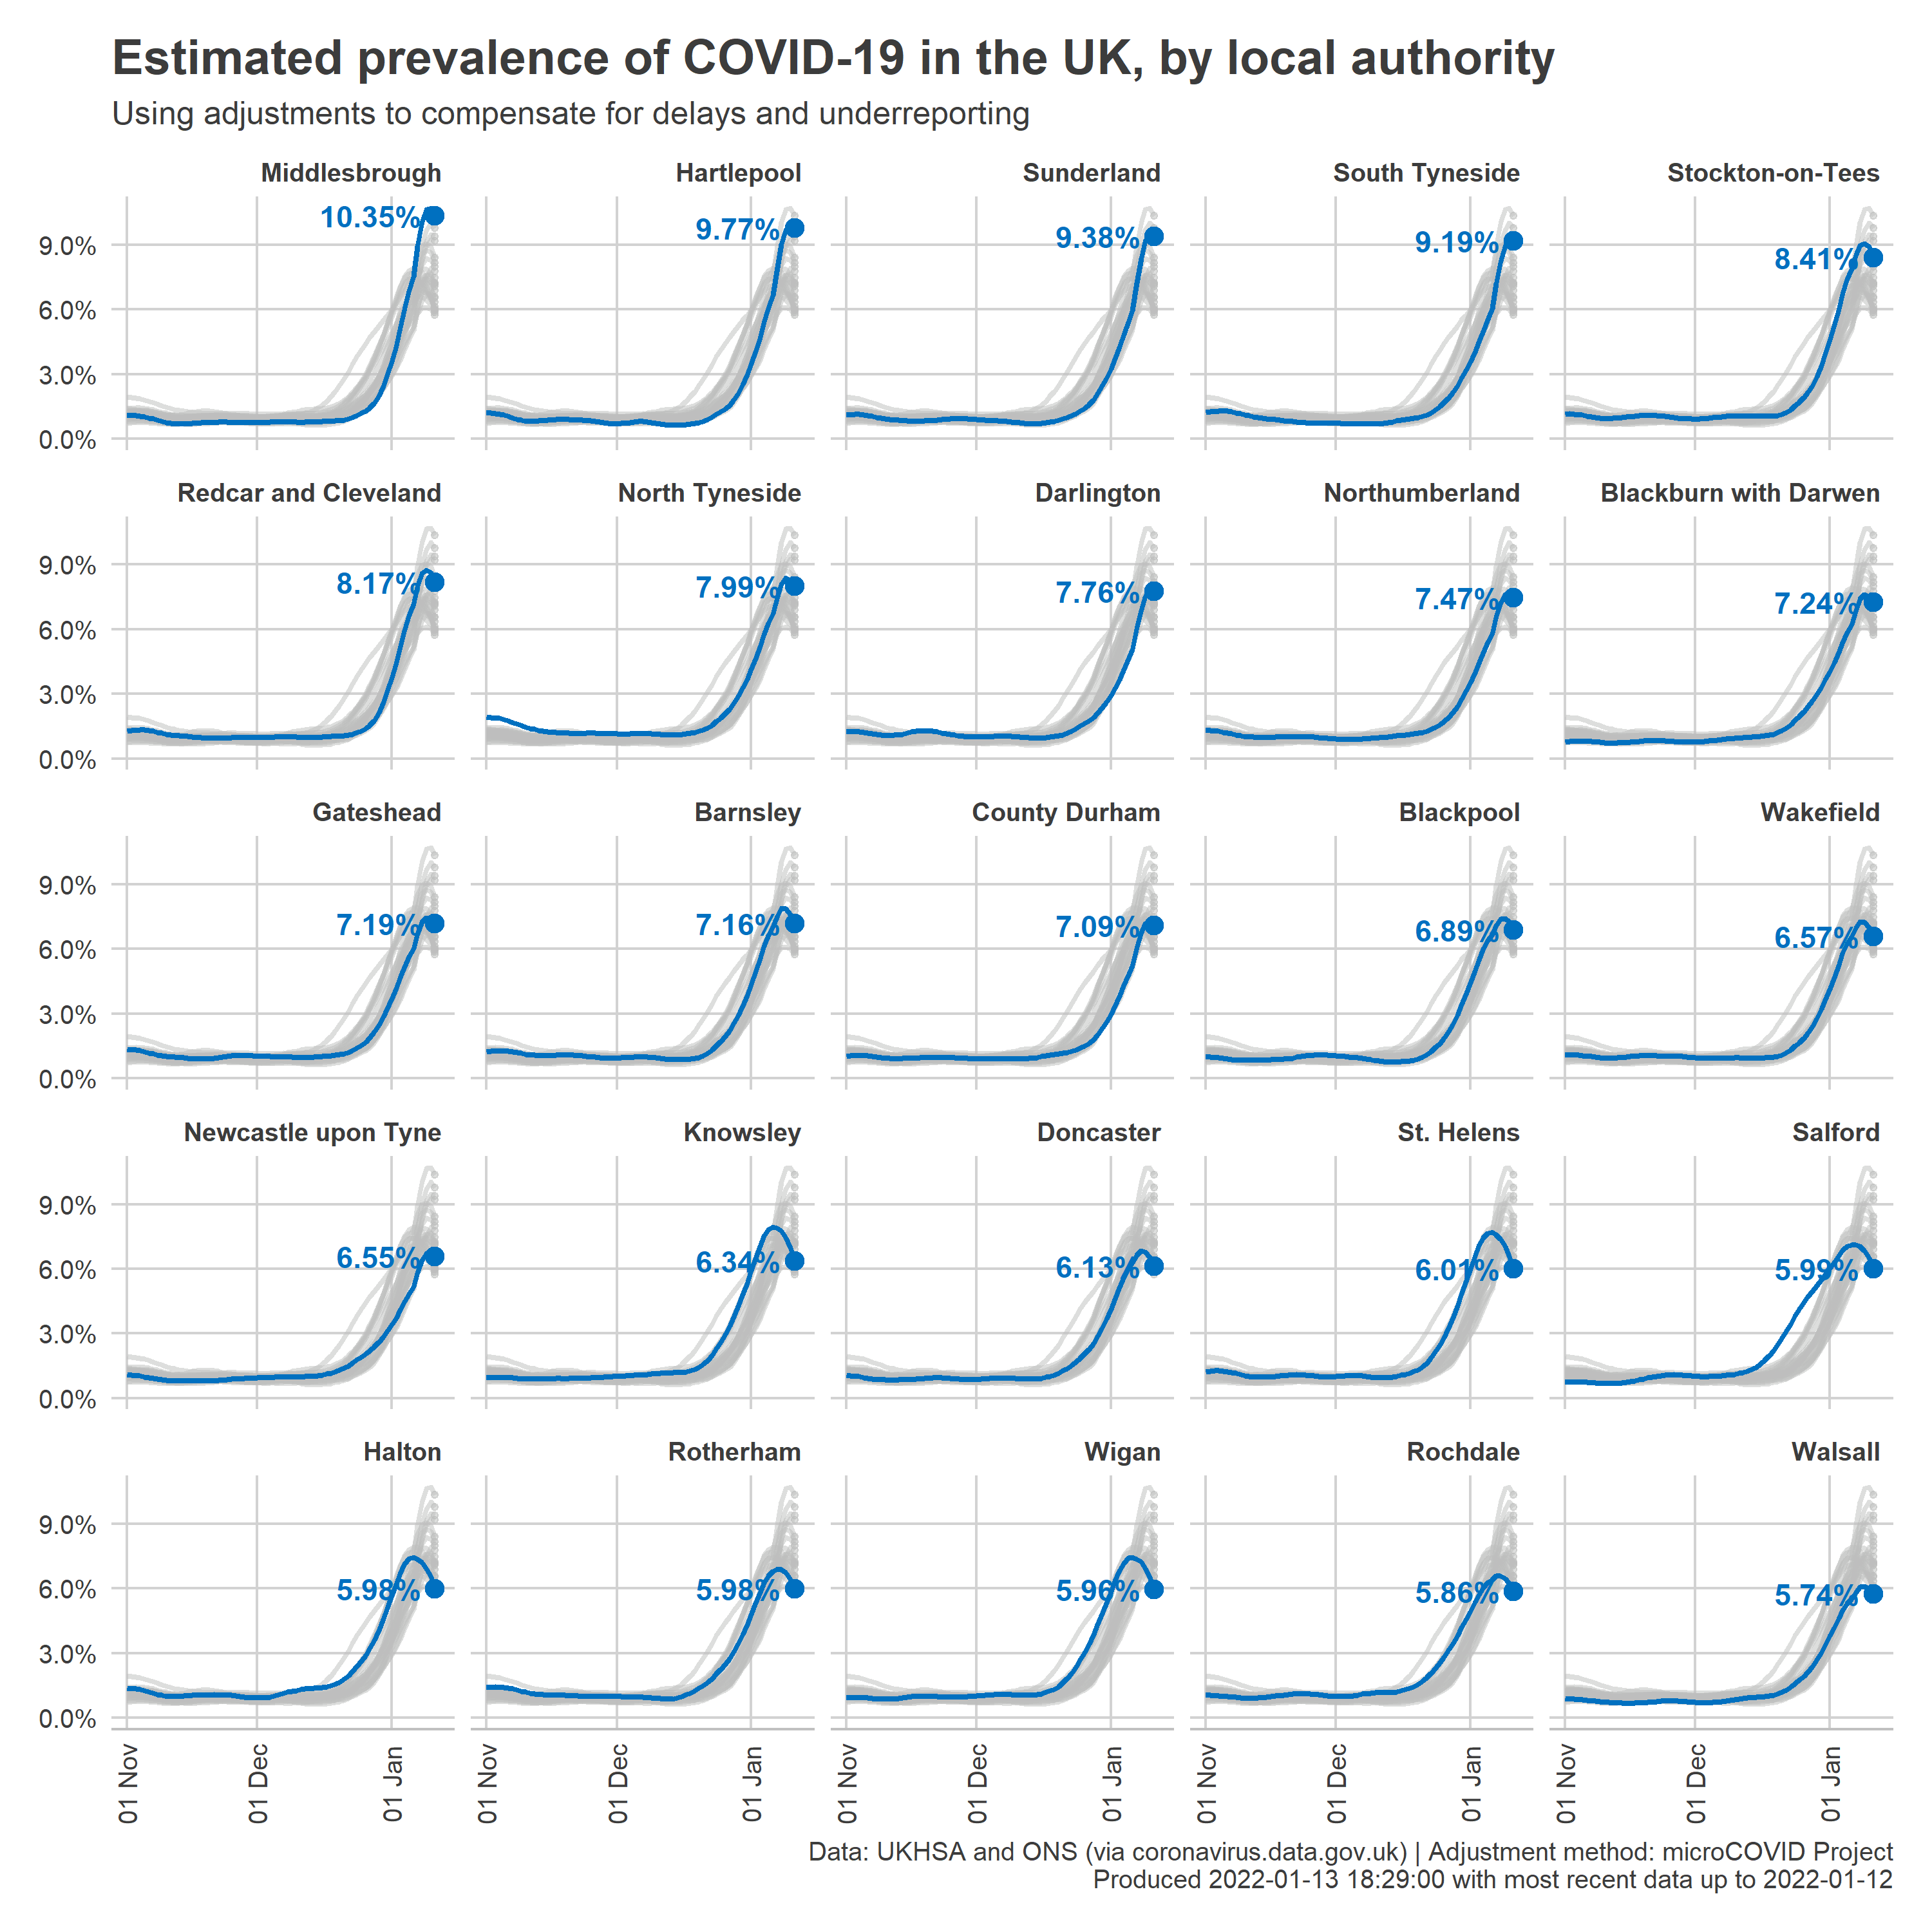 Estimated prevalence of COVID-19 in the UK, by local authority
Using adjustments to compensate for delays and underreporting
Middlesbrough
Hartlepool
Sunderland
South Tyneside
Stockton-on-Tees
10.35%
9.77%
9.38%
9.19%
8.41%
9.0%
6.0%
3.0%
0.0%
Redcar and Cleveland
North Tyneside
Darlington
Northumberland
Blackburn with Darwen
8.17%
7.99%
7.76%
7.47%
7.24%
9.0%
6.0%
3.0%
0.0%
Gateshead
Barnsley
County Durham
Blackpool
Wakefield
7.19%
7.16%
7.09%
6.89%
6.57%
9.0%
6.0%
3.0%
0.0%
Newcastle upon Tyne
Knowsley
Doncaster
St. Helens
Salford
6.55%
6.34%
6.13%
6.01%
5.99%
9.0%
6.0%
3.0%
0.0%
Halton
Rotherham
Wigan
Rochdale
Walsall
5.98%
5.98%
5.96%
5.86%
5.74%
9.0%
6.0%
3.0%
0.0%
01 Nov
01 Dec
01 Jan
01 Nov
01 Dec
01 Jan
01 Nov
01 Dec
01 Jan
01 Nov
01 Dec
01 Jan
01 Nov
01 Dec
01 Jan
Data: UKHSA and ONS (via coronavirus.data.gov.uk) | Adjustment method: microCOVID Project
Produced 2022-01-13 18:29:00 with most recent data up to 2022-01-12